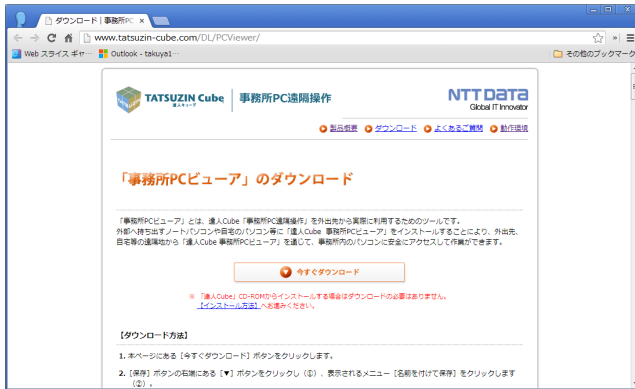 ダウンロード | 事務所PC
www.tatsuzin-cube.com/DL/PCViewer/
Web スライス ギャ… Outlook - takuya1… その他のブックマーク
TATSUZIN Cube 事務所PC遠隔操作 NTT DATA
達人キューブ Global IT Innovator
製品概要 ダウンロード よくあるご質問 動作環境
「事務所PCビューア」のダウンロード
「事務所PCビューア」とは、達人Cube「事務所PC遠隔操作」を外出先から実際に利用するためのツールです。
外部へ持ち出すノートパソコンや自宅のパソコン等に「達人Cube 事務所PCビューア」をインストールすることにより、外出先、
自宅等の遠隔地から「達人Cube 事務所PCビューア」を通じて、事務所内のパソコンに安全にアクセスして作業ができます。
今すぐダウンロード
※ 「達人Cube」CD-ROMからインストールする場合はダウンロードの必要はありません。
【インストール方法】へお進みください。
【ダウンロード方法】
1. 本ページにある［今すぐダウンロード］ボタンをクリックします。
2. ［保存］ボタンの右端にある［▼］ボタンをクリックし（①）、表示されるメニュー［名前を付けて保存］をクリックします
（②）。